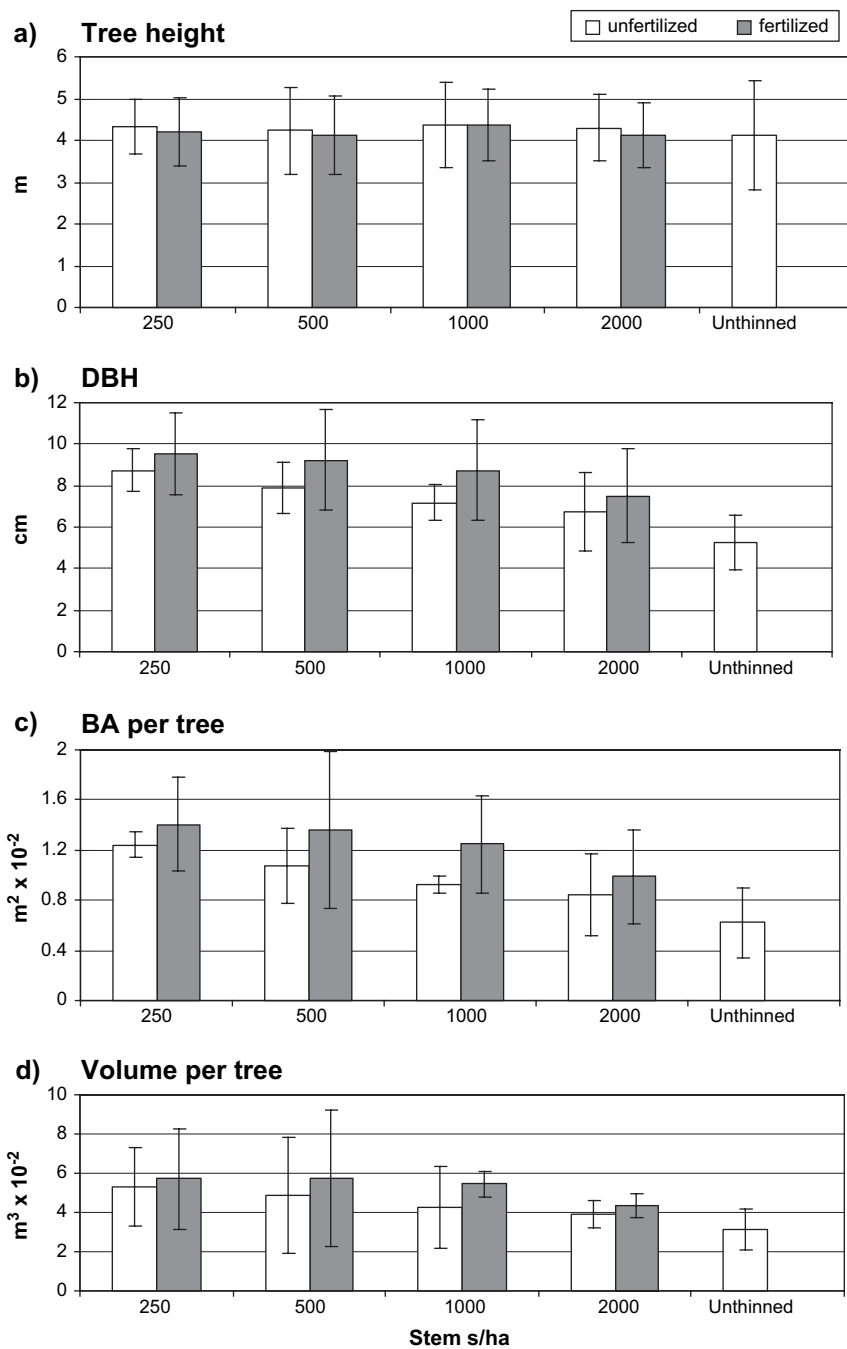 a) Tree height
unfertilized fertilized
6
5
4
3
2
1
0
m
250 500 1000 2000 Unthinned
b) DBH
12
10
8
6
4
2
0
cm
250 500 1000 2000 Unthinned
c) BA per tree
2
1.6
1.2
0.8
0.4
0
m² x 10⁻²
250 500 1000 2000 Unthinned
d) Volume per tree
10
8
6
4
2
0
m³ x 10⁻²
250 500 1000 2000 Unthinned
Stem s/ha